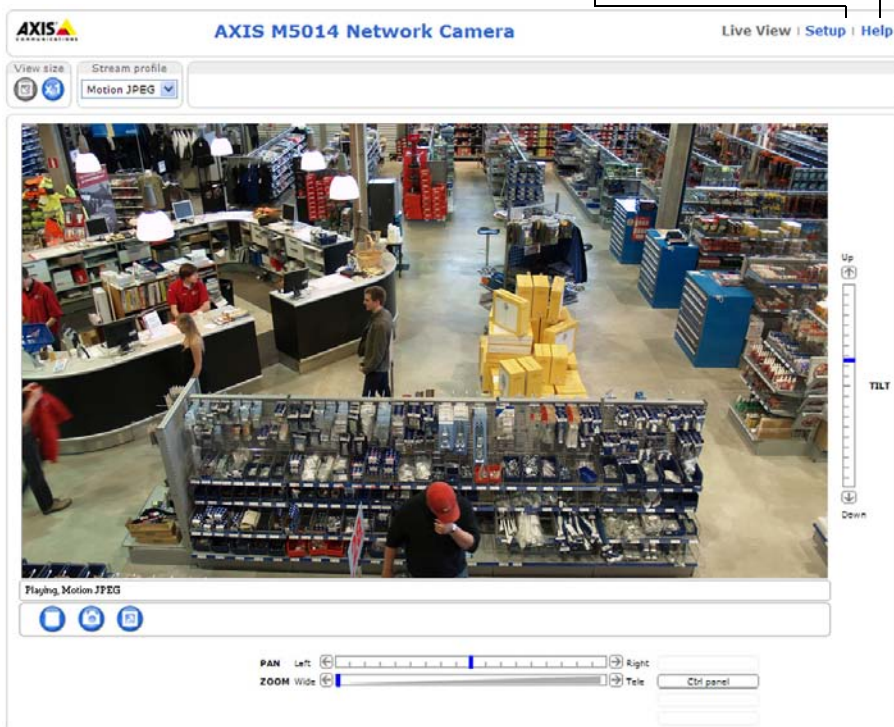 AXIS
COMMUNICATIONS
AXIS M5014 Network Camera
Live View | Setup | Help
View size
Stream profile
Motion JPEG
Up
TILT
Down
Playing, Motion JPEG
PAN Left Right
ZOOM Wide Tele
Ctrl panel